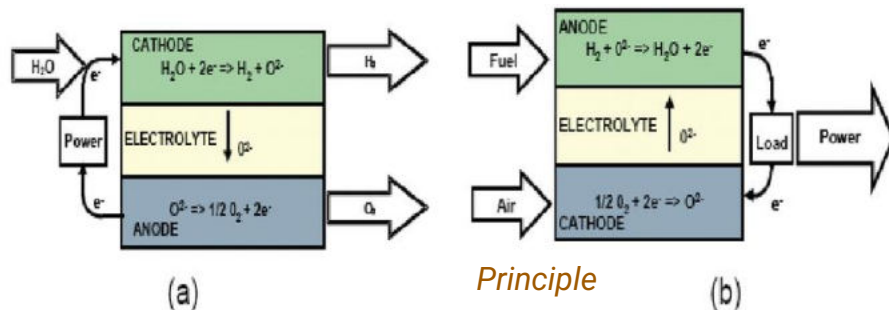 CATHODE
H₂O + 2e⁻ => H₂ + O²⁻
H₂O
e⁻
H₂
Power
ELECTROLYTE
O²⁻
e⁻
O²⁻ => 1/2 O₂ + 2e⁻
ANODE
O₂
(a)
ANODE
H₂ + O²⁻ => H₂O + 2e⁻
Fuel
e⁻
ELECTROLYTE
O²⁻
Load
Power
Air
1/2 O₂ + 2e⁻ => O²⁻
CATHODE
e⁻
Principle
(b)